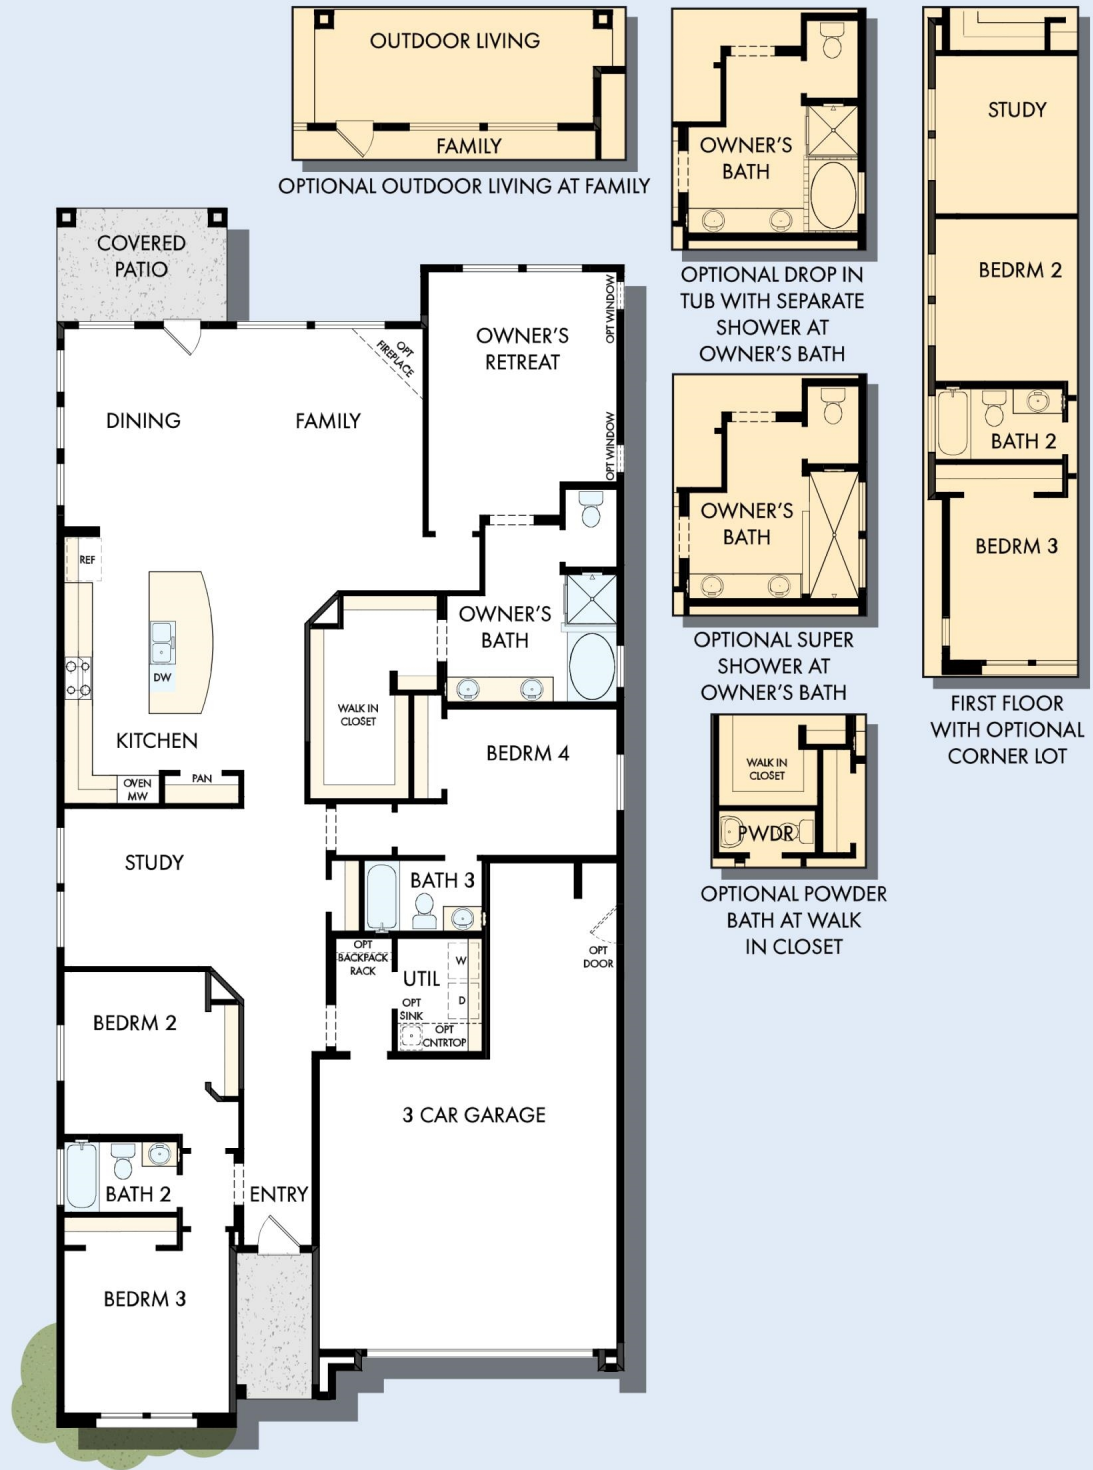 OUTDOOR LIVING
FAMILY
OPTIONAL OUTDOOR LIVING AT FAMILY
OWNER'S
BATH
OPTIONAL DROP IN
TUB WITH SEPARATE
SHOWER AT
OWNER'S BATH
OWNER'S
BATH
OPTIONAL SUPER
SHOWER AT
OWNER'S BATH
WALK IN
CLOSET
PWDR
OPTIONAL POWDER
BATH AT WALK
IN CLOSET
STUDY
BEDRM 2
BATH 2
BEDRM 3
FIRST FLOOR
WITH OPTIONAL
CORNER LOT
COVERED
PATIO
OWNER'S
RETREAT
OPT WINDOW
OPT WINDOW
OPT
FIREPLACE
DINING
FAMILY
REF
DW
KITCHEN
OVEN
MW
PAN
OWNER'S
BATH
WALK IN
CLOSET
BEDRM 4
STUDY
BATH 3
OPT
BACKPACK
RACK
UTIL
W
D
OPT
SINK
OPT
CNTRTOP
OPT
DOOR
BEDRM 2
3 CAR GARAGE
BATH 2
ENTRY
BEDRM 3